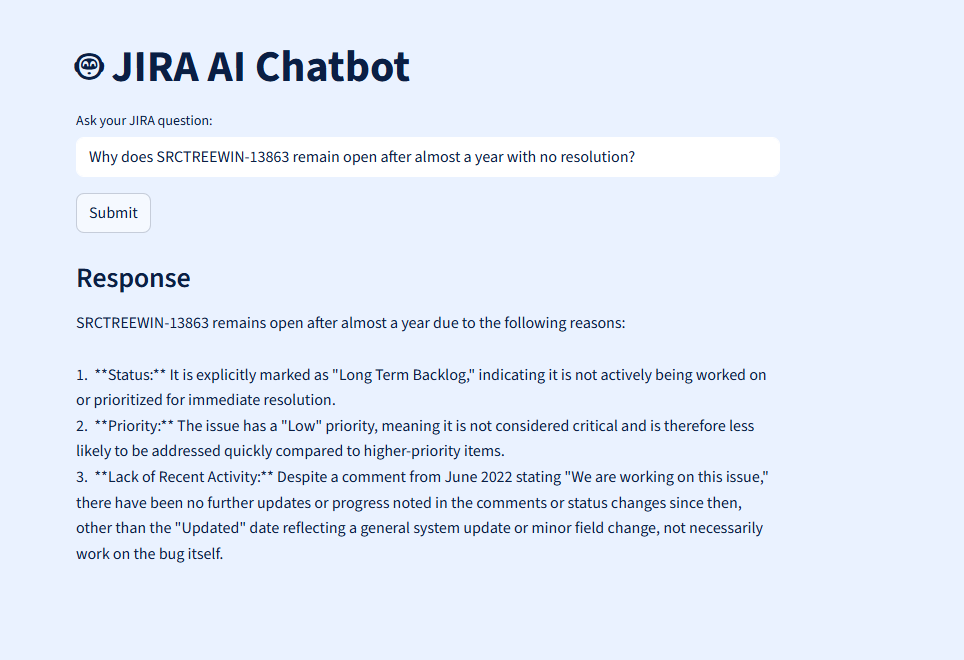 JIRA AI Chatbot
Ask your JIRA question:
Why does SRCTREEWIN-13863 remain open after almost a year with no resolution?
Submit
Response
SRCTREEWIN-13863 remains open after almost a year due to the following reasons:
1. **Status:** It is explicitly marked as "Long Term Backlog," indicating it is not actively being worked on
or prioritized for immediate resolution.
2. **Priority:** The issue has a "Low" priority, meaning it is not considered critical and is therefore less
likely to be addressed quickly compared to higher-priority items.
3. **Lack of Recent Activity:** Despite a comment from June 2022 stating "We are working on this issue,"
there have been no further updates or progress noted in the comments or status changes since then,
other than the "Updated" date reflecting a general system update or minor field change, not necessarily
work on the bug itself.